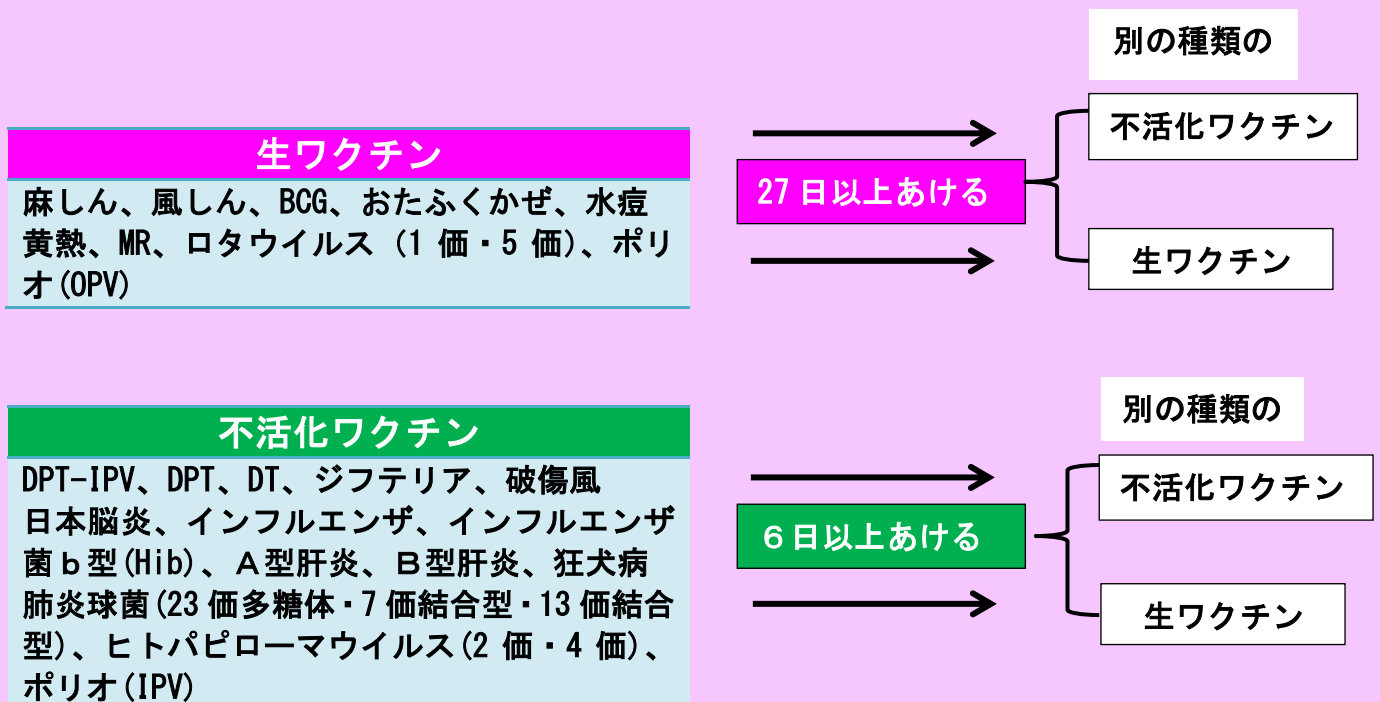 別の種類の
不活化ワクチン
生ワクチン
麻しん、風しん、BCG、おたふくかぜ、水痘
黄熱、MR、ロタウイルス (1 価・5 価)、ポリ
オ(OPV)
27 日以上あける
生ワクチン
別の種類の
不活化ワクチン
DPT-IPV、DPT、DT、ジフテリア、破傷風
日本脳炎、インフルエンザ、インフルエンザ
菌ｂ型(Hib)、Ａ型肝炎、Ｂ型肝炎、狂犬病
肺炎球菌(23 価多糖体・7 価結合型・13 価結合
型)、ヒトパピローマウイルス(2 価・4 価)、
ポリオ(IPV)
６日以上あける
不活化ワクチン
生ワクチン